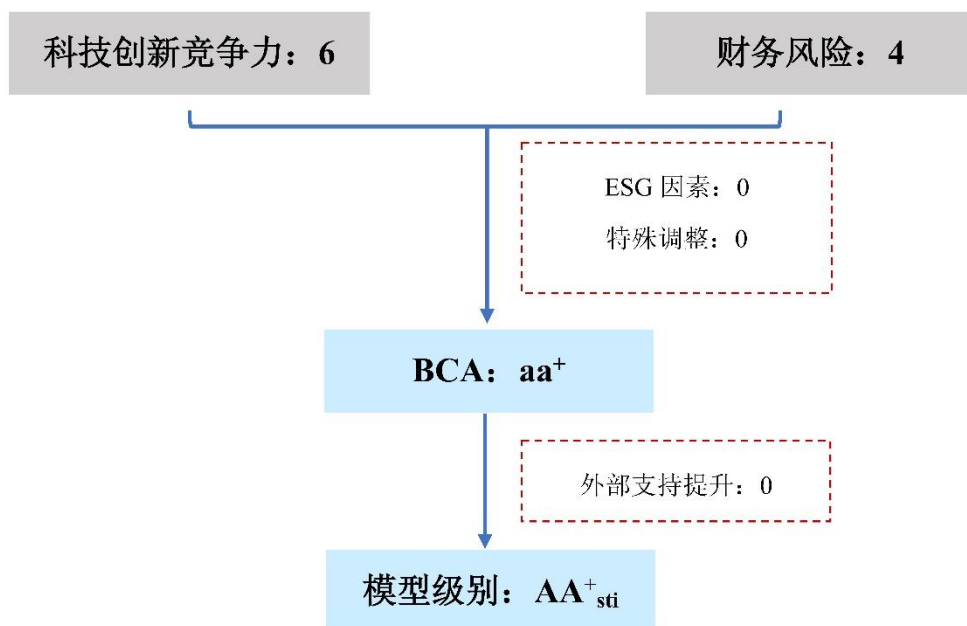 科技创新竞争力：6
财务风险：4
ESG 因素：0
特殊调整：0
BCA：aa⁺
外部支持提升：0
模型级别：AA⁺sti